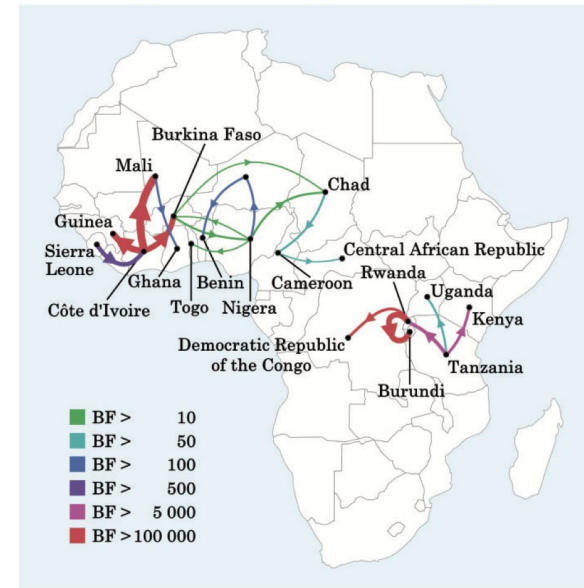 Burkina Faso
Mali
Chad
Guinea
Sierra
Leone
Central African Republic
Rwanda
Ghana
Benin
Cameroon
Uganda
Côte d'Ivoire
Togo
Nigera
Kenya
Democratic Republic
of the Congo
Tanzania
Burundi
BF > 10
BF > 50
BF > 100
BF > 500
BF > 5 000
BF > 100 000